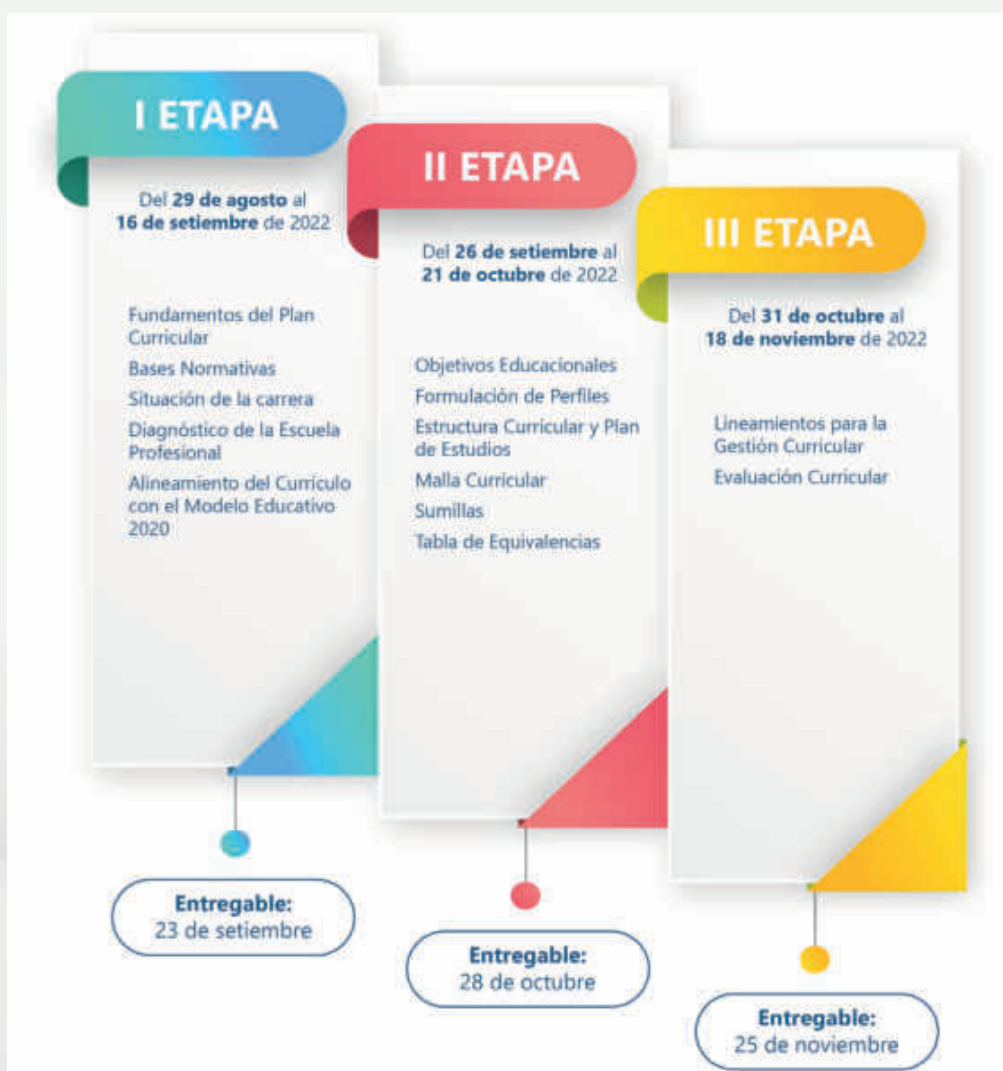 I ETAPA
Del 29 de agosto al
16 de setiembre de 2022
Fundamentos del Plan
Curricular
Bases Normativas
Situación de la carrera
Diagnóstico de la Escuela
Profesional
Alineamiento del Currículo
con el Modelo Educativo
2020
Entregable:
23 de setiembre
II ETAPA
Del 26 de setiembre al
21 de octubre de 2022
Objetivos Educacionales
Formulación de Perfiles
Estructura Curricular y Plan
de Estudios
Malla Curricular
Sumillas
Tabla de Equivalencias
Entregable:
28 de octubre
III ETAPA
Del 31 de octubre al
18 de noviembre de 2022
Lineamientos para la
Gestión Curricular
Evaluación Curricular
Entregable:
25 de noviembre